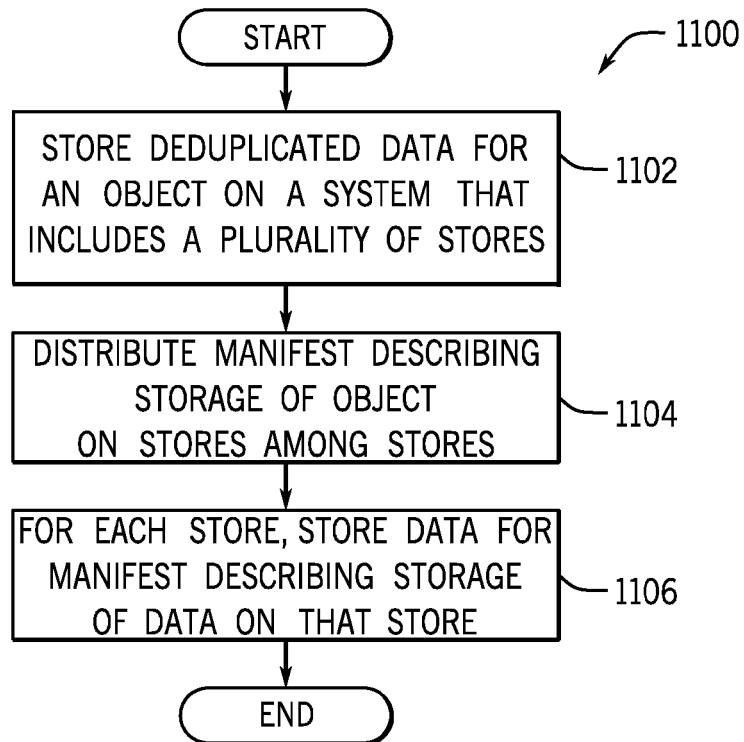 START
1100
STORE DEDUPLICATED DATA FOR
AN OBJECT ON A SYSTEM THAT
INCLUDES A PLURALITY OF STORES
1102
DISTRIBUTE MANIFEST DESCRIBING
STORAGE OF OBJECT
ON STORES AMONG STORES
1104
FOR EACH STORE, STORE DATA FOR
MANIFEST DESCRIBING STORAGE
OF DATA ON THAT STORE
1106
END